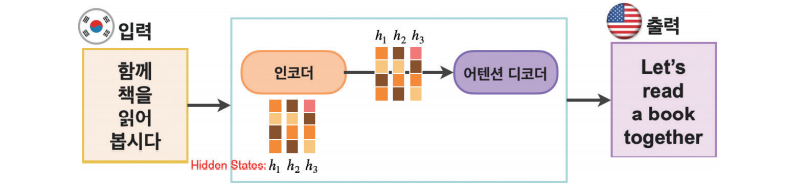 입력
함께
책을
읽어
봅시다
인코더
h₁ h₂ h₃
어텐션 디코더
Hidden States: h₁ h₂ h₃
출력
Let's
read
a book
together